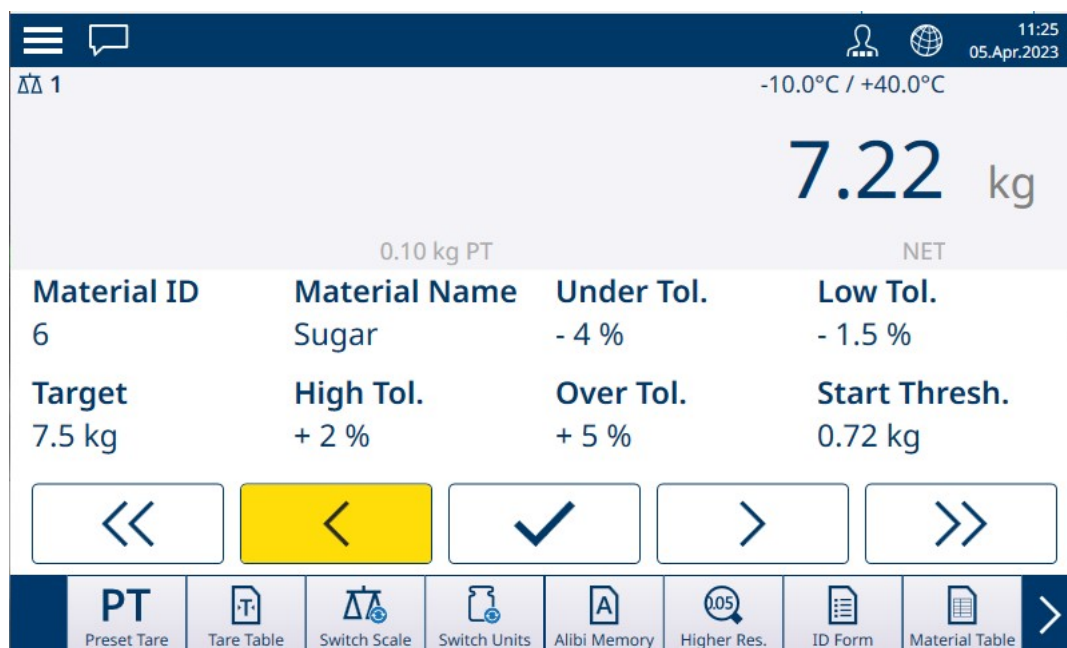 11:25
05.Apr.2023
1
-10.0°C / +40.0°C
7.22 kg
0.10 kg PT NET
Material ID Material Name Under Tol. Low Tol.
6 Sugar - 4 % - 1.5 %
Target High Tol. Over Tol. Start Thresh.
7.5 kg + 2 % + 5 % 0.72 kg
PT T A 0.05
Preset Tare Tare Table Switch Scale Switch Units Alibi Memory Higher Res. ID Form Material Table